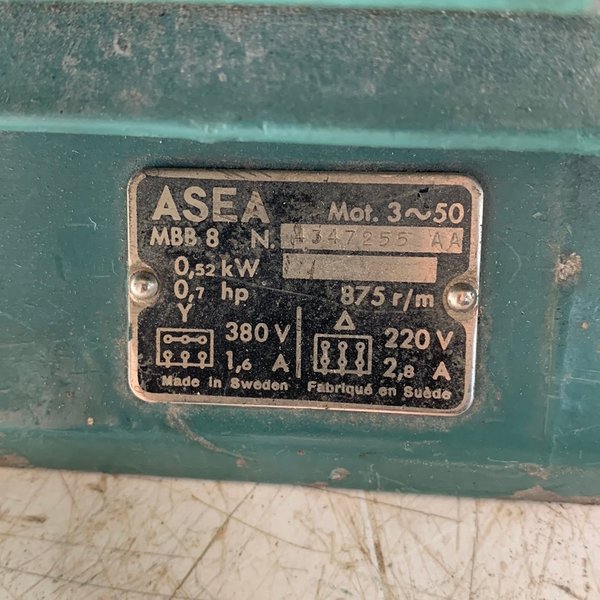 ASEA Mot. 3~50
MBB 8 N. 4347255 AA
0,52 kW
0,7 hp 875 r/m
Y Δ
380 V 220 V
1,6 A 2,8 A
Made in Sweden Fabriqué en Suède